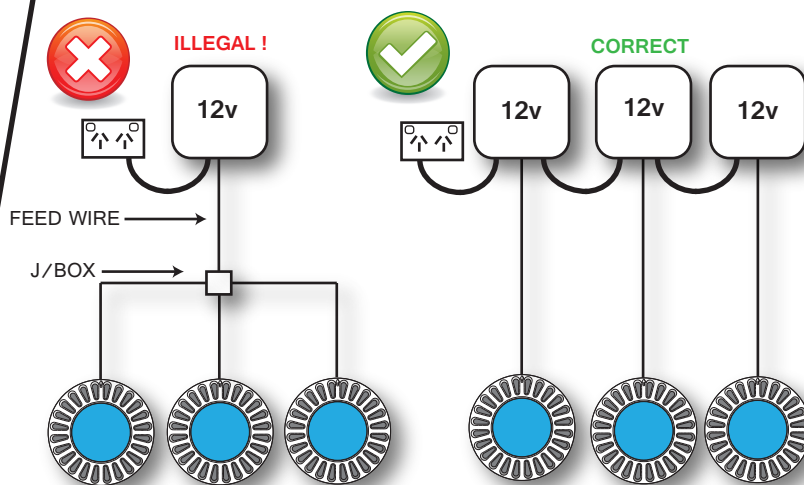 ILLEGAL !
12v
FEED WIRE
J/BOX
CORRECT
12v
12v
12v